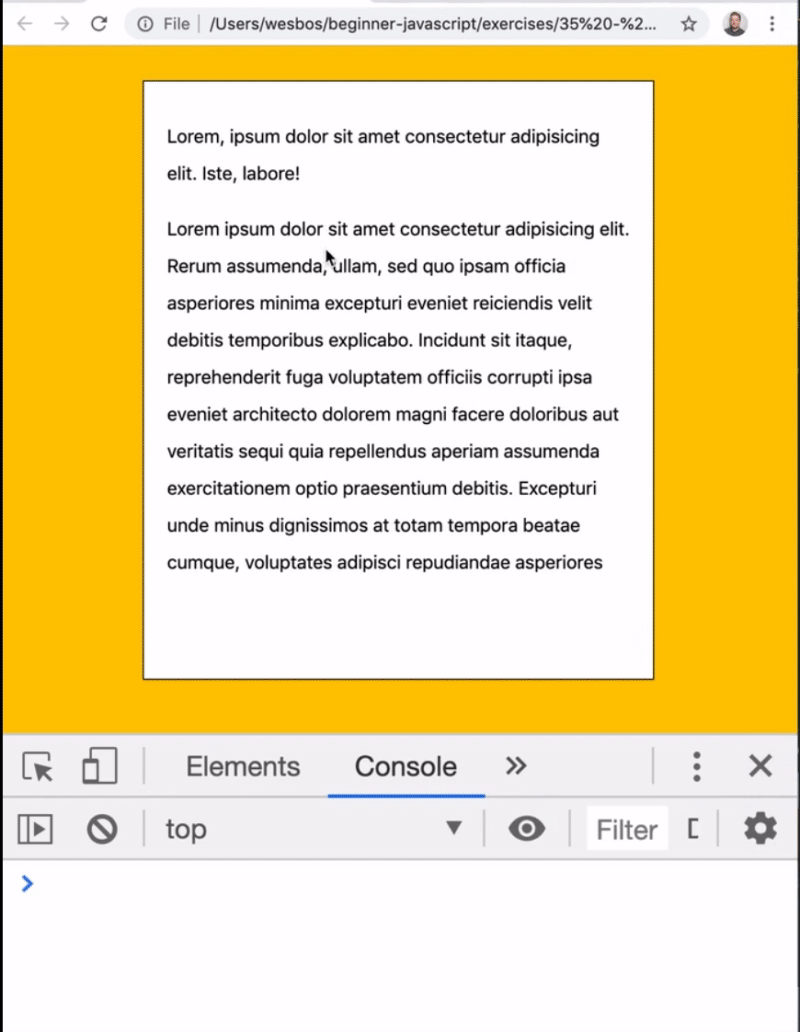 File | /Users/wesbos/beginner-javascript/exercises/35%20-%2...
Lorem, ipsum dolor sit amet consectetur adipisicing
elit. Iste, labore!
Lorem ipsum dolor sit amet consectetur adipisicing elit.
Rerum assumenda, ullam, sed quo ipsam officia
asperiores minima excepturi eveniet reiciendis velit
debitis temporibus explicabo. Incidunt sit itaque,
reprehenderit fuga voluptatem officiis corrupti ipsa
eveniet architecto dolorem magni facere doloribus aut
veritatis sequi quia repellendus aperiam assumenda
exercitationem optio praesentium debitis. Excepturi
unde minus dignissimos at totam tempora beatae
cumque, voluptates adipisci repudiandae asperiores
Elements Console
top Filter